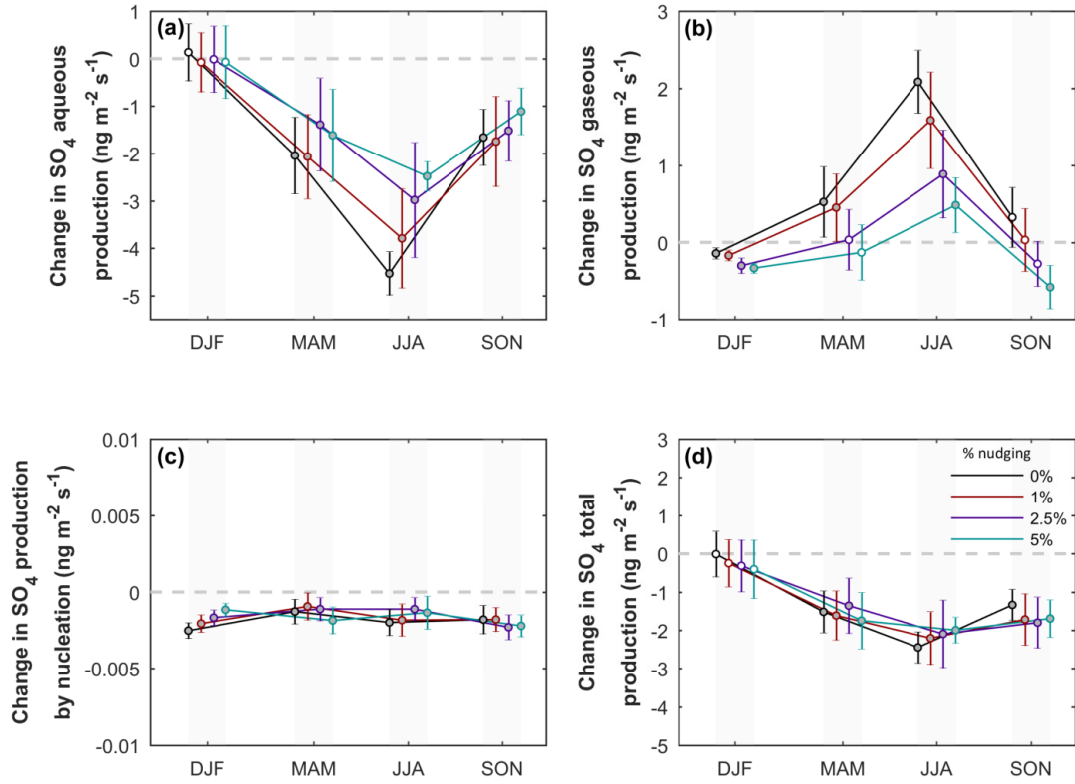 (a)
Change in SO4 aqueous
production (ng m-2 s-1)
1
0
-1
-2
-3
-4
-5
DJF MAM JJA SON
(b)
Change in SO4 gaseous
production (ng m-2 s-1)
3
2
1
0
-1
DJF MAM JJA SON
(c)
Change in SO4 production
by nucleation (ng m-2 s-1)
0.01
0.005
0
-0.005
-0.01
DJF MAM JJA SON
(d)
Change in SO4 total
production (ng m-2 s-1)
3
2
1
0
-1
-2
-3
-4
-5
% nudging
0%
1%
2.5%
5%
DJF MAM JJA SON